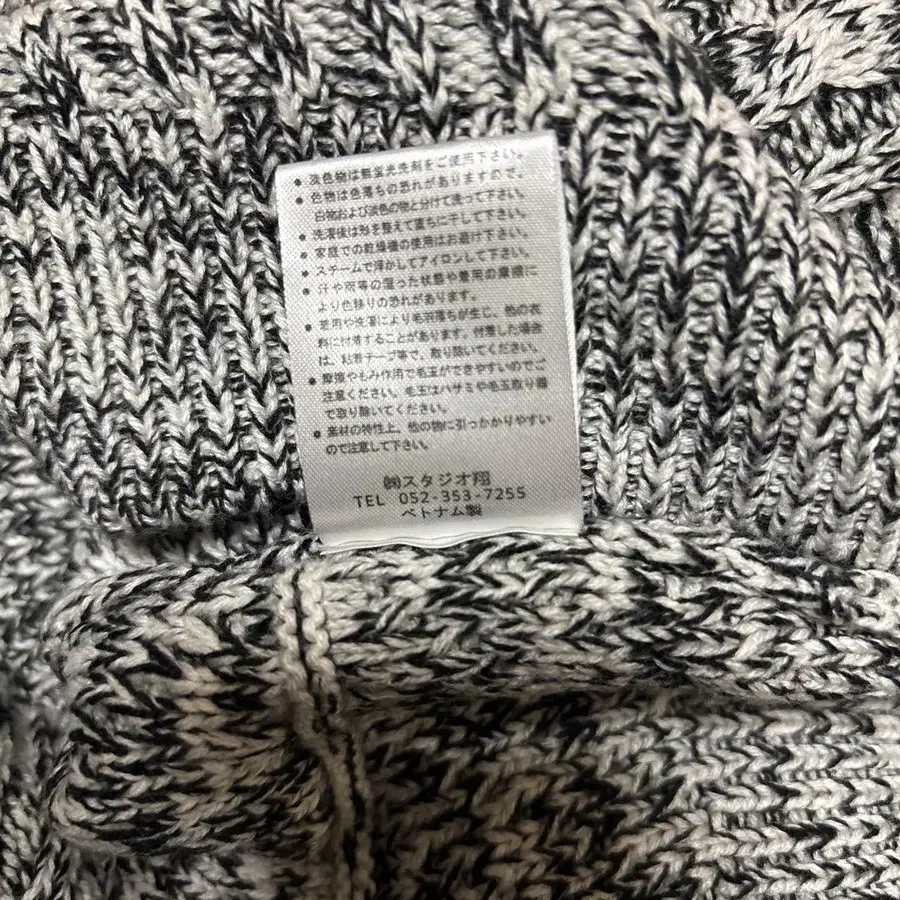 • 淡色物は無蛍光洗剤をご使用下さい。
• 色物は色落ちの恐れがありますので、
白物および淡色の物と分けて洗って下さい。
• 洗濯後は形を整えて直ちに干して下さい。
• 家庭での乾燥機の使用はお避け下さい。
• スチームで浮かしてアイロンして下さい。
• 汗や雨等の湿った状態や着用の摩擦に
より色移りの恐れがあります。
• 着用や洗濯により毛羽落ちが生じ、他の衣
料に付着することがあります。付着した場合
は、粘着テープ等で、取り除いてください。
• 摩擦やもみ作用で毛玉ができやすいのでご
注意ください。毛玉はハサミや毛玉取り器
で取り除いてください。
• 素材の特性上、他の物に引っかかりやすい
ので注意して下さい。
㈱スタジオ翔
TEL 052-353-7255
ベトナム製